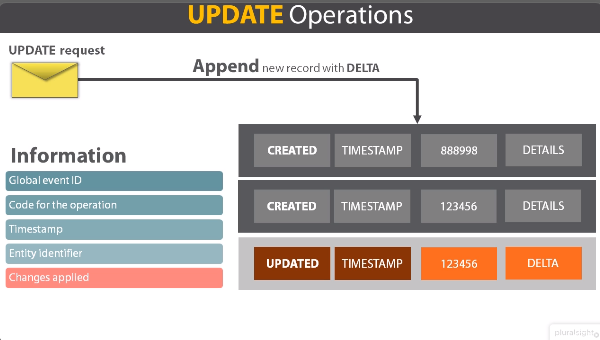 UPDATE Operations
UPDATE request
Append new record with DELTA
Information
Global event ID
Code for the operation
Timestamp
Entity identifier
Changes applied
CREATED TIMESTAMP 888998 DETAILS
CREATED TIMESTAMP 123456 DETAILS
UPDATED TIMESTAMP 123456 DELTA
pluralsight